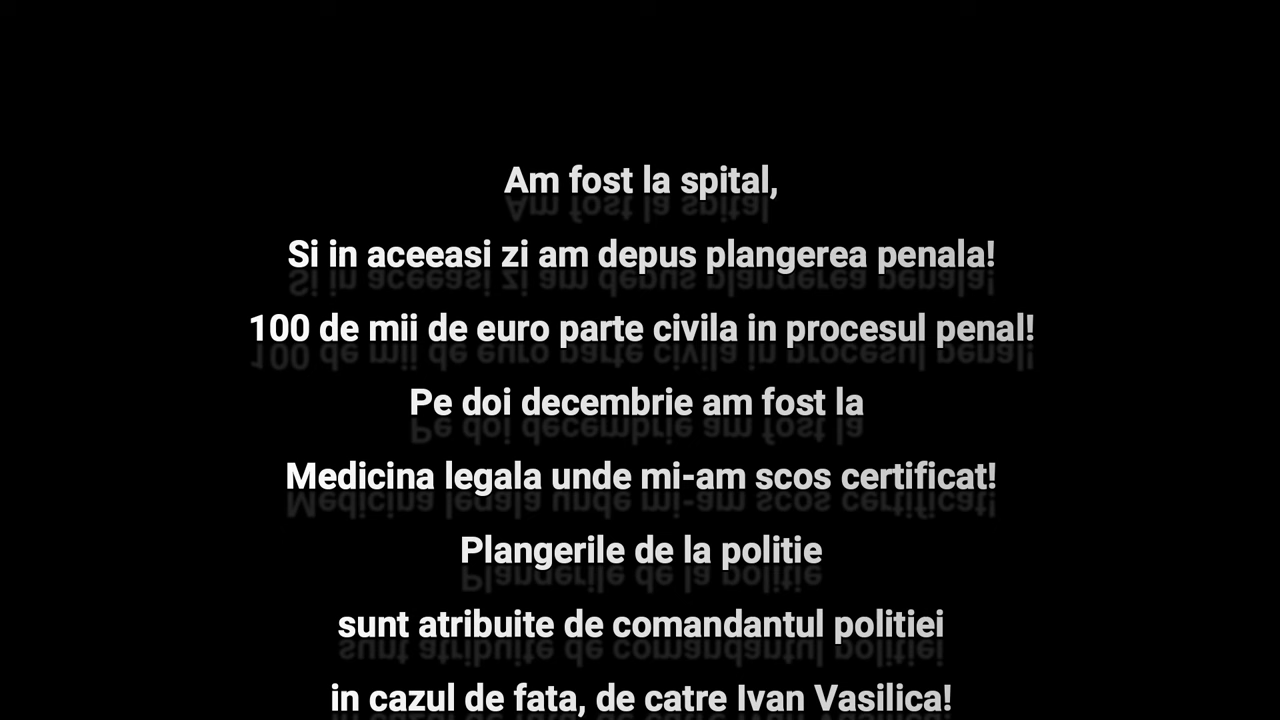 Am fost la spital,
Si in aceeasi zi am depus plangerea penala!
100 de mii de euro parte civila in procesul penal!
Pe doi decembrie am fost la
Medicina legala unde mi-am scos certificat!
Plangerile de la politie
sunt atribuite de comandantul politiei
in cazul de fata, de catre Ivan Vasilica!